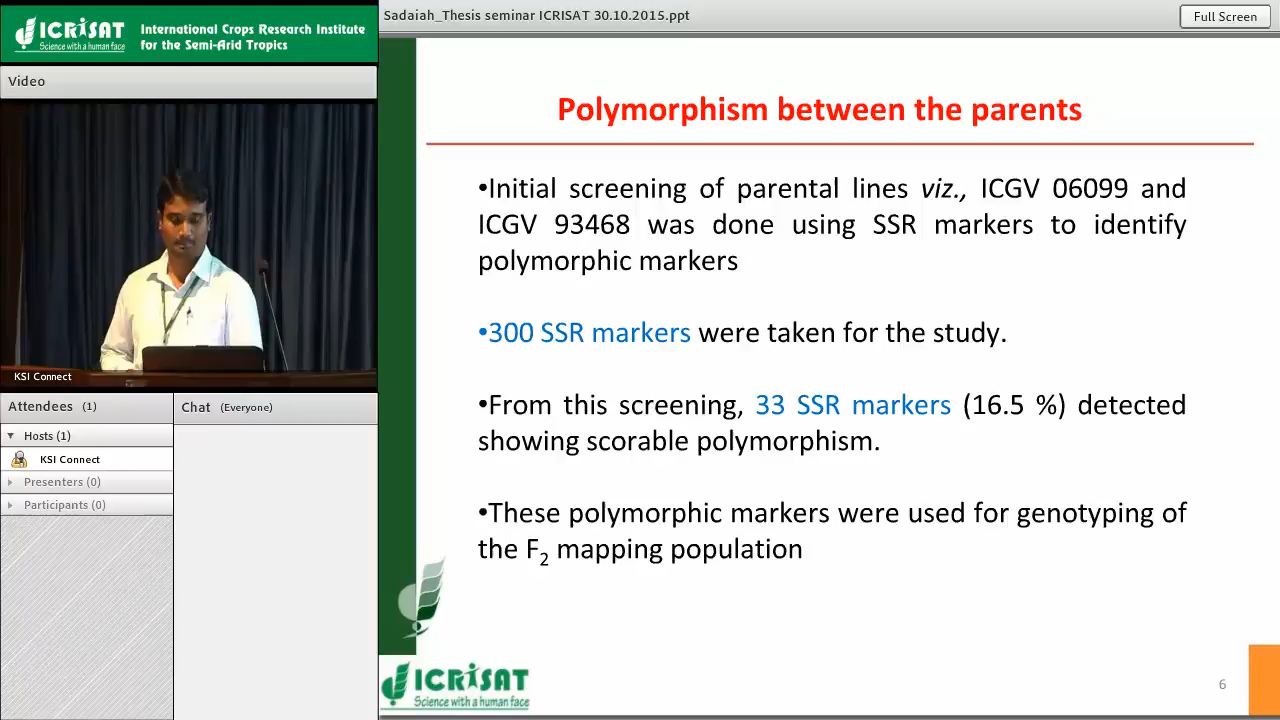 ICRISAT
Science with a human face
International Crops Research Institute
for the Semi-Arid Tropics
Sadaiah_Thesis seminar ICRISAT 30.10.2015.ppt
Full Screen
Video
KSI Connect
Attendees (1)
Hosts (1)
KSI Connect
Presenters (0)
Participants (0)
Chat (Everyone)
Polymorphism between the parents
•Initial screening of parental lines viz., ICGV 06099 and
ICGV 93468 was done using SSR markers to identify
polymorphic markers
•300 SSR markers were taken for the study.
•From this screening, 33 SSR markers (16.5 %) detected
showing scorable polymorphism.
•These polymorphic markers were used for genotyping of
the F2 mapping population
ICRISAT
Science with a human face
6